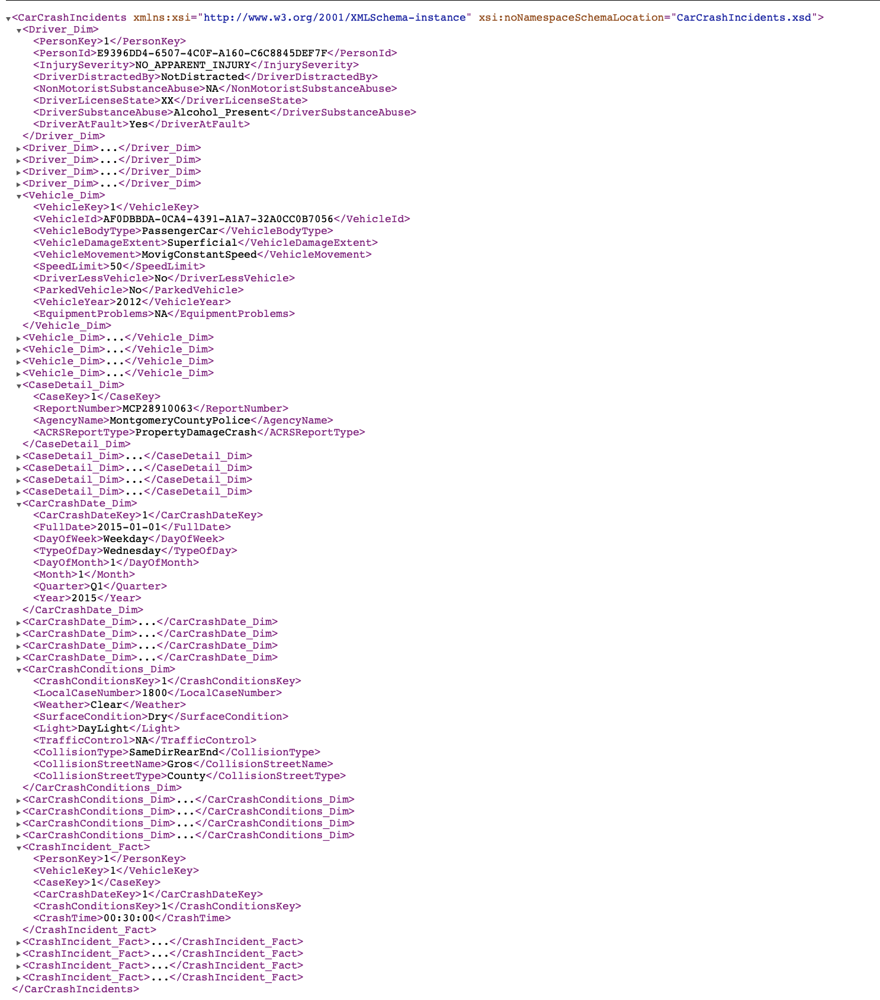 <CarCrashIncidents xmlns:xsi="http://www.w3.org/2001/XMLSchema-instance" xsi:noNamespaceSchemaLocation="CarCrashIncidents.xsd">
<Driver_Dim>
<PersonKey>1</PersonKey>
<PersonId>E9396DD4-6507-4C0F-A160-C6C8845DEF7F</PersonId>
<InjurySeverity>NO_APPARENT_INJURY</InjurySeverity>
<DriverDistractedBy>NotDistracted</DriverDistractedBy>
<NonMotoristSubstanceAbuse>NA</NonMotoristSubstanceAbuse>
<DriverLicenseState>XX</DriverLicenseState>
<DriverSubstanceAbuse>Alcohol_Present</DriverSubstanceAbuse>
<DriverAtFault>Yes</DriverAtFault>
</Driver_Dim>
<Driver_Dim>...</Driver_Dim>
<Driver_Dim>...</Driver_Dim>
<Driver_Dim>...</Driver_Dim>
<Driver_Dim>...</Driver_Dim>
<Vehicle_Dim>
<VehicleKey>1</VehicleKey>
<VehicleId>AF0DBBDA-0CA4-4391-A1A7-32A0CC0B7056</VehicleId>
<VehicleBodyType>PassengerCar</VehicleBodyType>
<VehicleDamageExtent>Superficial</VehicleDamageExtent>
<VehicleMovement>MovigConstantSpeed</VehicleMovement>
<SpeedLimit>50</SpeedLimit>
<DriverLessVehicle>No</DriverLessVehicle>
<ParkedVehicle>No</ParkedVehicle>
<VehicleYear>2012</VehicleYear>
<EquipmentProblems>NA</EquipmentProblems>
</Vehicle_Dim>
<Vehicle_Dim>...</Vehicle_Dim>
<Vehicle_Dim>...</Vehicle_Dim>
<Vehicle_Dim>...</Vehicle_Dim>
<Vehicle_Dim>...</Vehicle_Dim>
<CaseDetail_Dim>
<CaseKey>1</CaseKey>
<ReportNumber>MCP28910063</ReportNumber>
<AgencyName>MontgomeryCountyPolice</AgencyName>
<ACRSReportType>PropertyDamageCrash</ACRSReportType>
</CaseDetail_Dim>
<CaseDetail_Dim>...</CaseDetail_Dim>
<CaseDetail_Dim>...</CaseDetail_Dim>
<CaseDetail_Dim>...</CaseDetail_Dim>
<CaseDetail_Dim>...</CaseDetail_Dim>
<CarCrashDate_Dim>
<CarCrashDateKey>1</CarCrashDateKey>
<FullDate>2015-01-01</FullDate>
<DayOfWeek>Weekday</DayOfWeek>
<TypeOfDay>Wednesday</TypeOfDay>
<DayOfMonth>1</DayOfMonth>
<Month>1</Month>
<Quarter>Q1</Quarter>
<Year>2015</Year>
</CarCrashDate_Dim>
<CarCrashDate_Dim>...</CarCrashDate_Dim>
<CarCrashDate_Dim>...</CarCrashDate_Dim>
<CarCrashDate_Dim>...</CarCrashDate_Dim>
<CarCrashDate_Dim>...</CarCrashDate_Dim>
<CarCrashConditions_Dim>
<CrashConditionsKey>1</CrashConditionsKey>
<LocalCaseNumber>1800</LocalCaseNumber>
<Weather>Clear</Weather>
<SurfaceCondition>Dry</SurfaceCondition>
<Light>DayLight</Light>
<TrafficControl>NA</TrafficControl>
<CollisionType>SameDirRearEnd</CollisionType>
<CollisionStreetName>Gros</CollisionStreetName>
<CollisionStreetType>County</CollisionStreetType>
</CarCrashConditions_Dim>
<CarCrashConditions_Dim>...</CarCrashConditions_Dim>
<CarCrashConditions_Dim>...</CarCrashConditions_Dim>
<CarCrashConditions_Dim>...</CarCrashConditions_Dim>
<CarCrashConditions_Dim>...</CarCrashConditions_Dim>
<CrashIncident_Fact>
<PersonKey>1</PersonKey>
<VehicleKey>1</VehicleKey>
<CaseKey>1</CaseKey>
<CarCrashDateKey>1</CarCrashDateKey>
<CrashConditionsKey>1</CrashConditionsKey>
<CrashTime>00:30:00</CrashTime>
</CrashIncident_Fact>
<CrashIncident_Fact>...</CrashIncident_Fact>
<CrashIncident_Fact>...</CrashIncident_Fact>
<CrashIncident_Fact>...</CrashIncident_Fact>
<CrashIncident_Fact>...</CrashIncident_Fact>
</CarCrashIncidents>